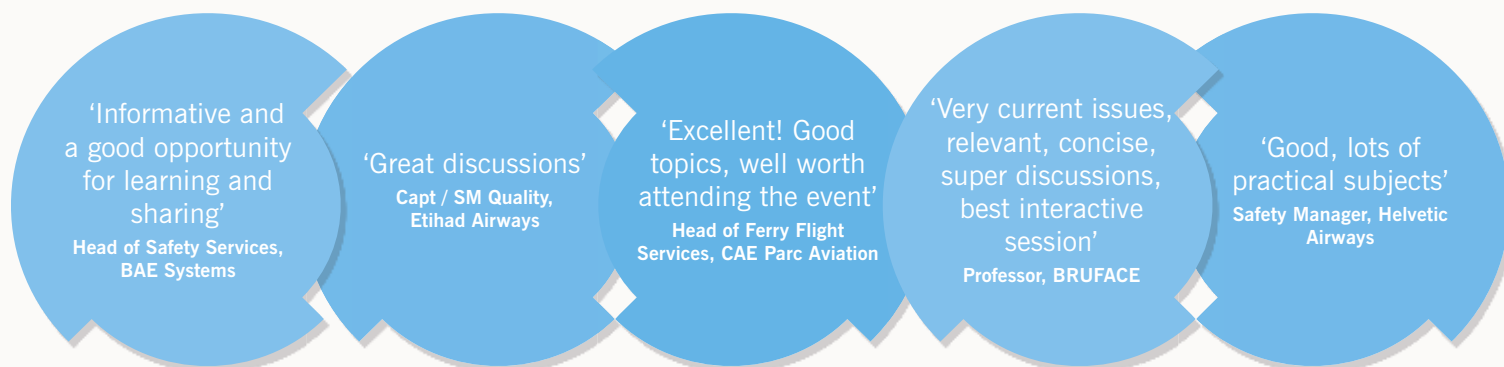 ‘Informative and
a good opportunity
for learning and
sharing’
Head of Safety Services,
BAE Systems
‘Great discussions’
Capt / SM Quality,
Etihad Airways
‘Excellent! Good
topics, well worth
attending the event’
Head of Ferry Flight
Services, CAE Parc Aviation
‘Very current issues,
relevant, concise,
super discussions,
best interactive
session’
Professor, BRUFACE
‘Good, lots of
practical subjects’
Safety Manager, Helvetic
Airways